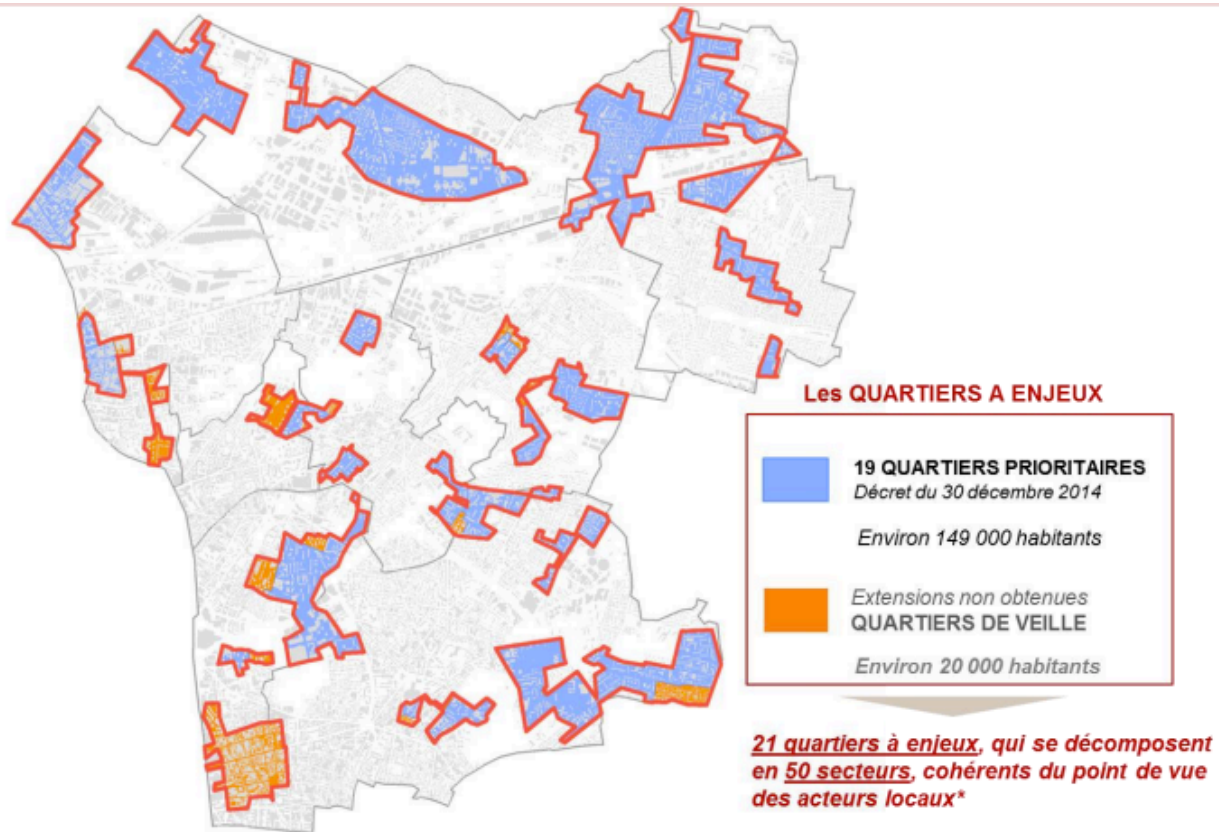 Les QUARTIERS A ENJEUX
19 QUARTIERS PRIORITAIRES
Décret du 30 décembre 2014
Environ 149 000 habitants
Extensions non obtenues
QUARTIERS DE VEILLE
Environ 20 000 habitants
21 quartiers à enjeux, qui se décomposent
en 50 secteurs, cohérents du point de vue
des acteurs locaux*